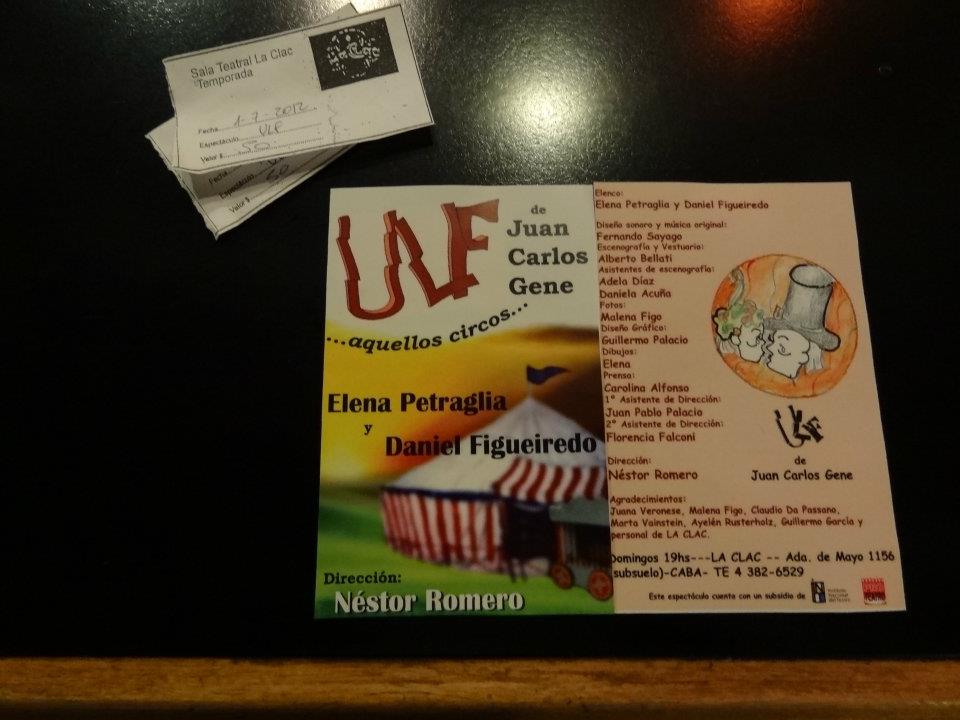 Sala Teatral La Clac
Temporada
Fecha 1-7-2012
Espectáculo ULF
Valor $ 50
Fecha
Espectáculo
Valor $
ULF
de
Juan
Carlos
Gene
...aquellos circos...
Elena Petraglia
y
Daniel Figueiredo
Dirección:
Néstor Romero
Elenco:
Elena Petraglia y Daniel Figueiredo
Diseño sonoro y música original:
Fernando Sayago
Escenografía y Vestuario:
Alberto Bellati
Asistentes de escenografía:
Adela Díaz
Daniela Acuña
Fotos:
Malena Figo
Diseño Gráfico:
Guillermo Palacio
Dibujos:
Elena
Prensa:
Carolina Alfonso
1º Asistente de Dirección:
Juan Pablo Palacio
2º Asistente de Dirección:
Florencia Falconi
Dirección:
Néstor Romero
ULF
de
Juan Carlos Gene
Agradecimientos:
Juana Veronese, Malena Figo, Claudio Da Passano,
Marta Vainstein, Ayelén Rusterholz, Guillermo García y
personal de LA CLAC.
Domingos 19hs---LA CLAC -- Ada. de Mayo 1156
(subsuelo)-CABA- TE 4 382-6529
Este espectáculo cuenta con un subsidio de